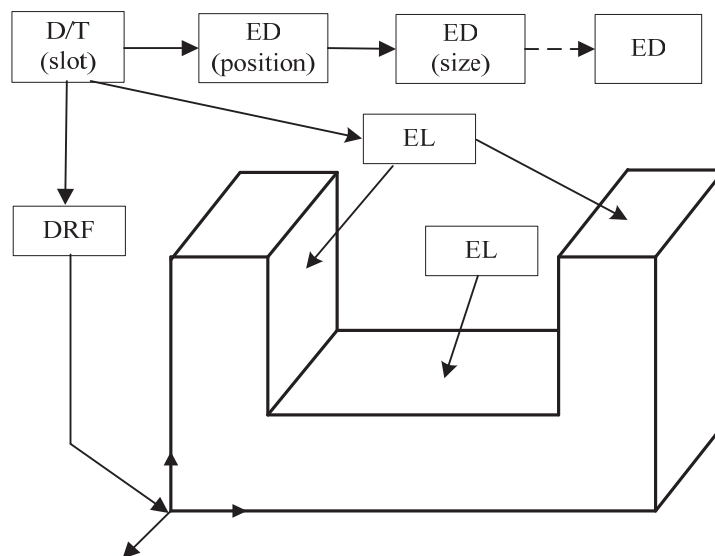 D/T
(slot)
ED
(position)
ED
(size)
ED
EL
DRF
EL